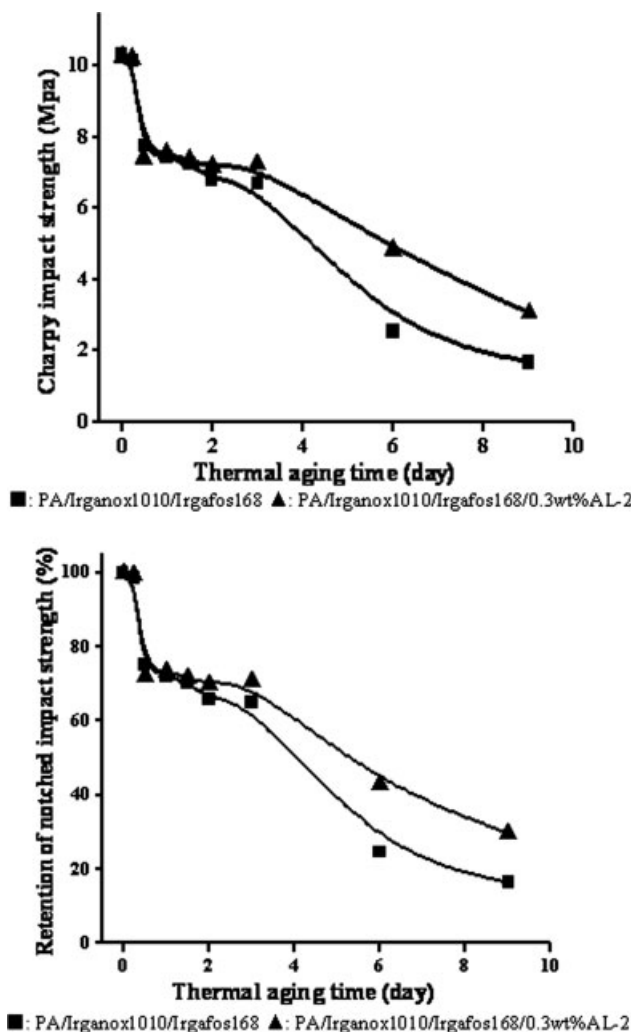 Charpy impact strength (Mpa)
10
8
6
4
2
0
0 2 4 6 8 10
Thermal aging time (day)
■: PA/Irganox1010/Irgafos168 ▲: PA/Irganox1010/Irgafos168/0.3wt%AL-2
Retention of notched impact strength (%)
100
80
60
40
20
0
0 2 4 6 8 10
Thermal aging time (day)
■: PA/Irganox1010/Irgafos168 ▲: PA/Irganox1010/Irgafos168/0.3wt%AL-2